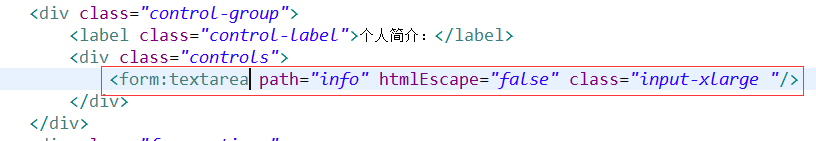 <div class="control-group">
<label class="control-label">个人简介：</label>
<div class="controls">
<form:textarea path="info" htmlEscape="false" class="input-xlarge "/>
</div>
</div>